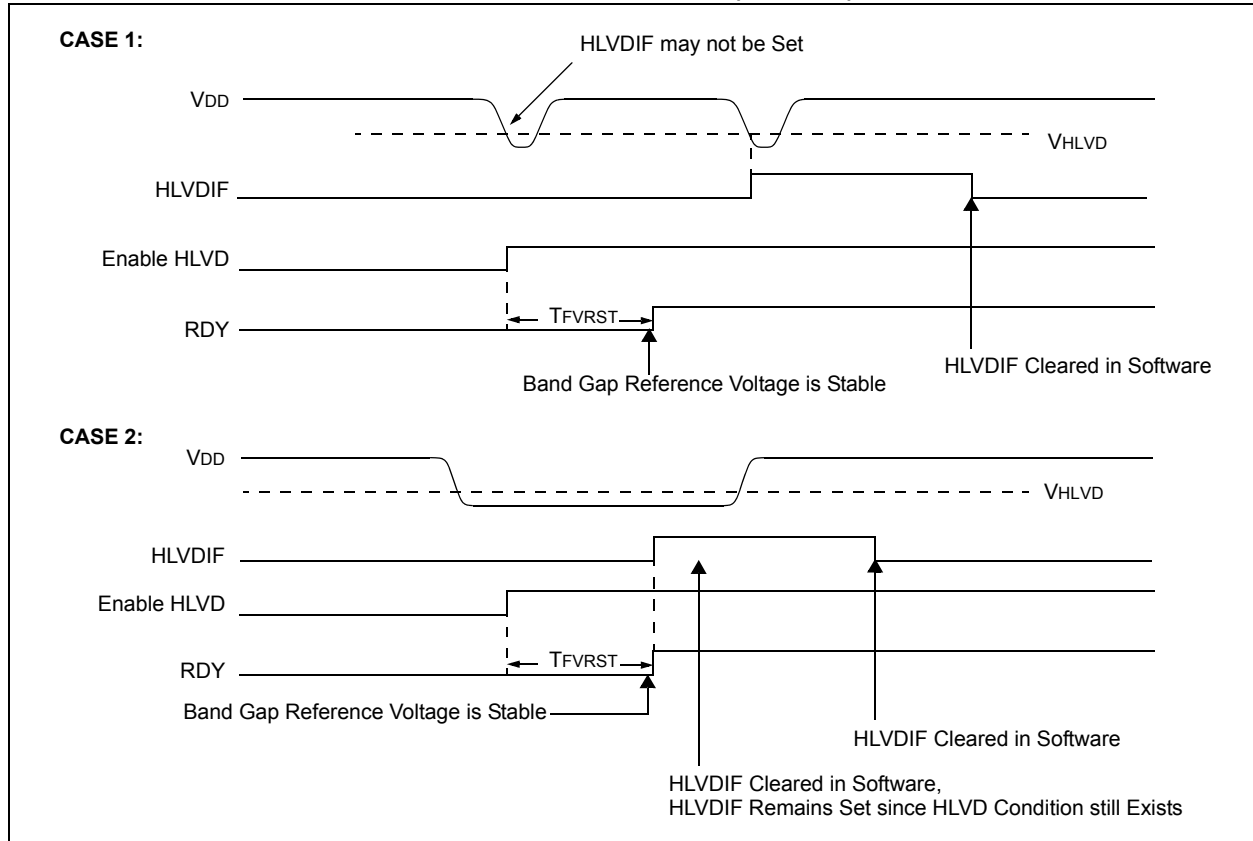 CASE 1:
HLVDIF may not be Set
VDD
VHLVD
HLVDIF
Enable HLVD
TFVRST
RDY
HLVDIF Cleared in Software
Band Gap Reference Voltage is Stable
CASE 2:
VDD
VHLVD
HLVDIF
Enable HLVD
TFVRST
RDY
Band Gap Reference Voltage is Stable
HLVDIF Cleared in Software
HLVDIF Cleared in Software,
HLVDIF Remains Set since HLVD Condition still Exists